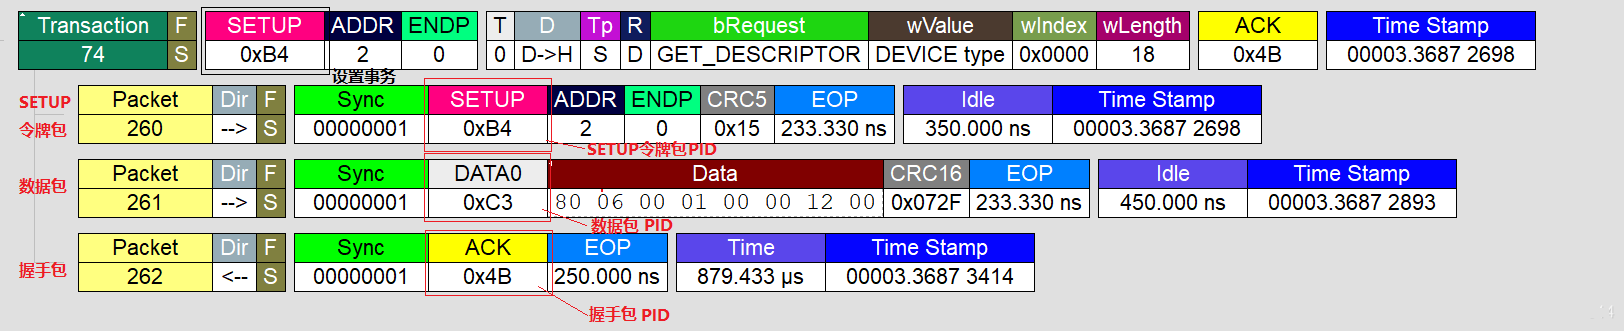 Transaction F SETUP ADDR ENDP T D Tp R bRequest wValue wIndex wLength ACK Time Stamp
74 S 0xB4 2 0 0 D->H S D GET_DESCRIPTOR DEVICE type 0x0000 18 0x4B 00003.3687 2698
设置事务
SETUP Packet Dir F Sync SETUP ADDR ENDP CRC5 EOP Idle Time Stamp
令牌包 260 --> S 00000001 0xB4 2 0 0x15 233.330 ns 350.000 ns 00003.3687 2698
SETUP令牌包PID
Packet Dir F Sync DATA0 Data CRC16 EOP Idle Time Stamp
数据包 261 --> S 00000001 0xC3 80 06 00 01 00 00 12 00 0x072F 233.330 ns 450.000 ns 00003.3687 2893
数据包 PID
Packet Dir F Sync ACK EOP Time Time Stamp
握手包 262 <-- S 00000001 0x4B 250.000 ns 879.433 µs 00003.3687 3414
握手包 PID